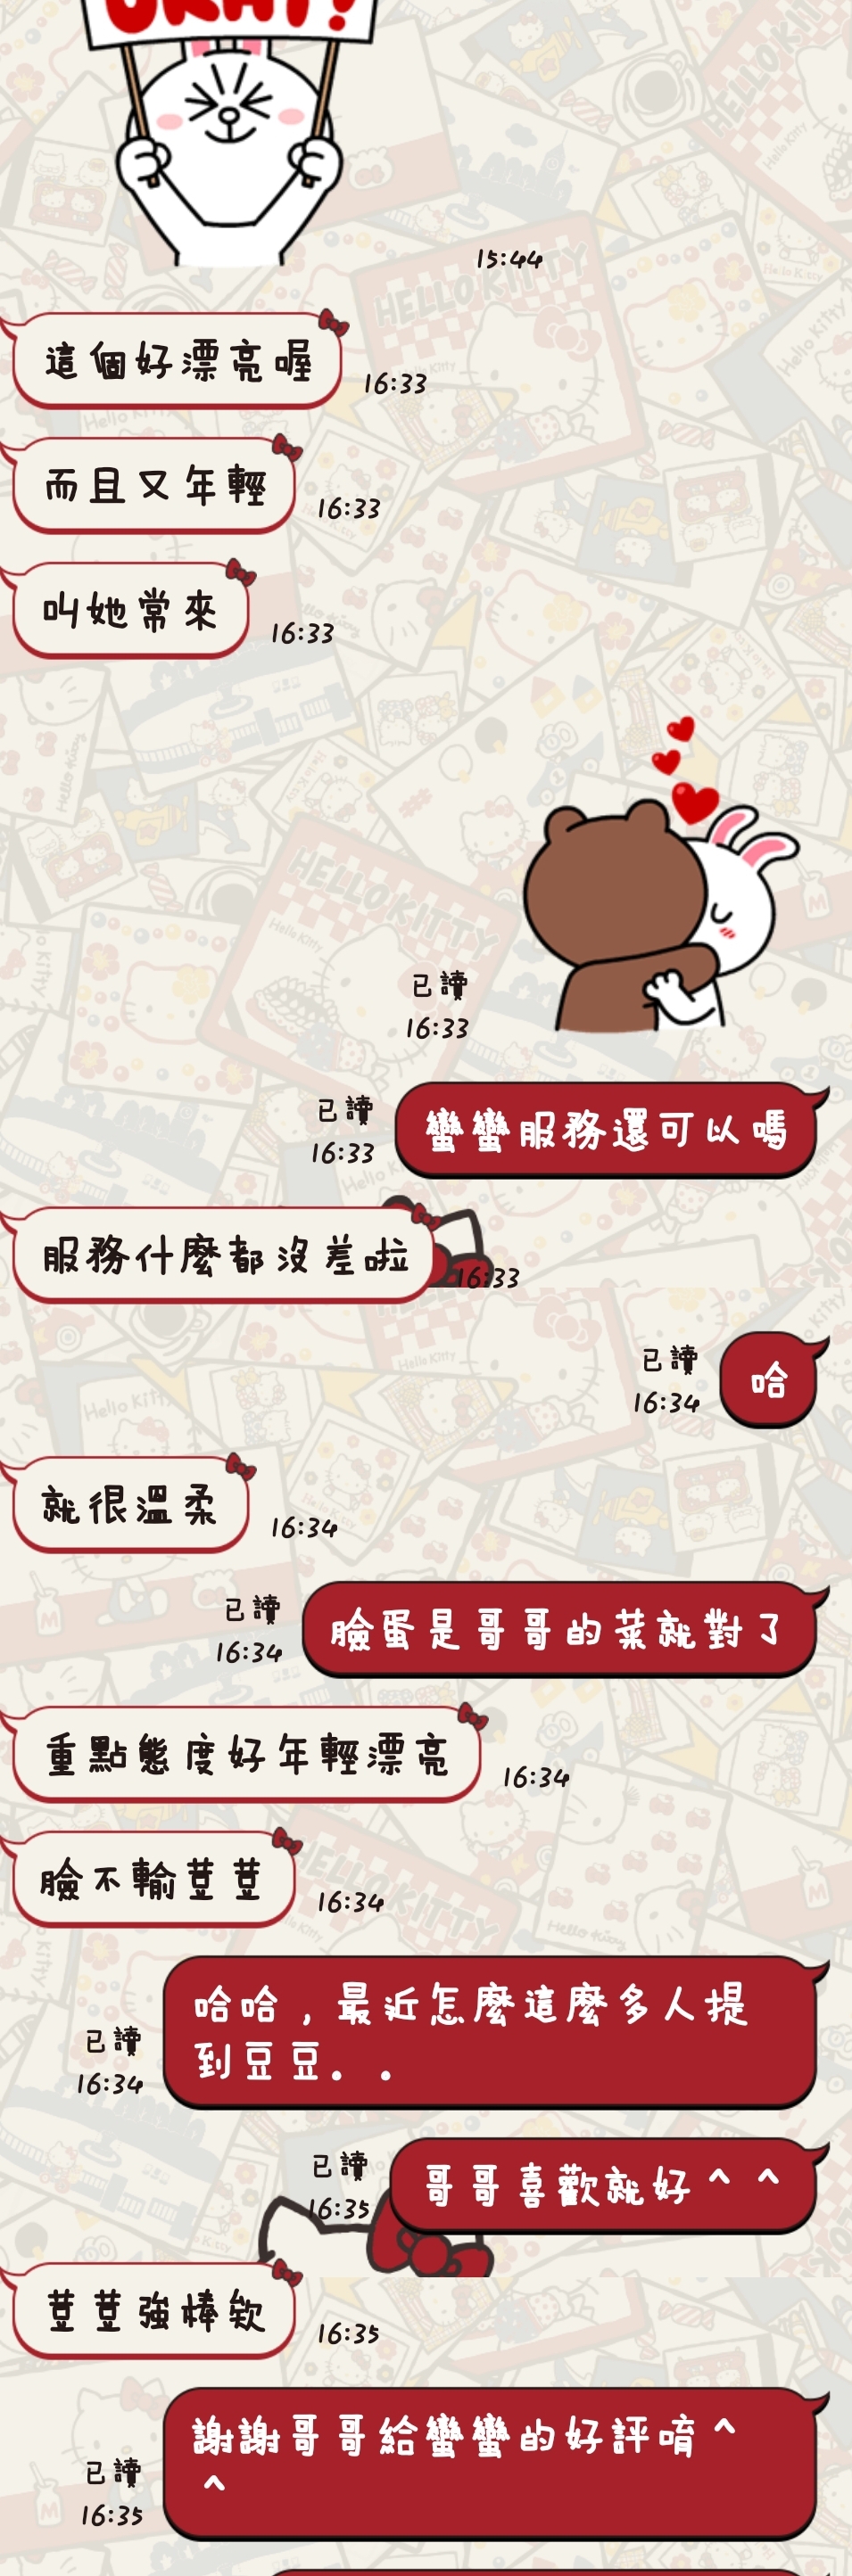 OKAY!
15:44
這個好漂亮喔
16:33
而且又年輕
16:33
叫她常來
16:33
已讀
16:33
已讀
16:33
蠻蠻服務還可以嗎
服務什麼都沒差啦
16:33
已讀
16:34
哈
就很溫柔
16:34
已讀
16:34
臉蛋是哥哥的菜就對了
重點態度好年輕漂亮
16:34
臉不輸荳荳
16:34
哈哈，最近怎麼這麼多人提
到豆豆。。
已讀
16:34
已讀
16:35
哥哥喜歡就好^ ^
荳荳強棒欸
16:35
謝謝哥哥給蠻蠻的好評唷^
^
已讀
16:35
HELLO KITTY
Hello Kitty